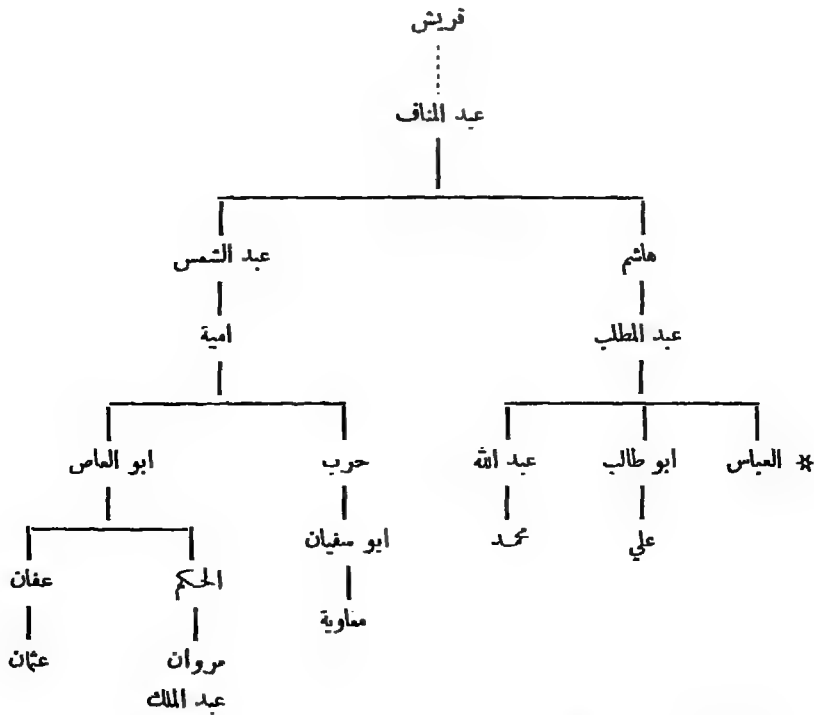 قريش
عبد المناف
هاشم
عبد الشمس
عبد المطلب
امية
* العباس
ابو طالب
عبد الله
حرب
ابو العاص
علي
محمد
ابو سفيان
الحكم
عفان
معاوية
مروان
عثمان
عبد الملك